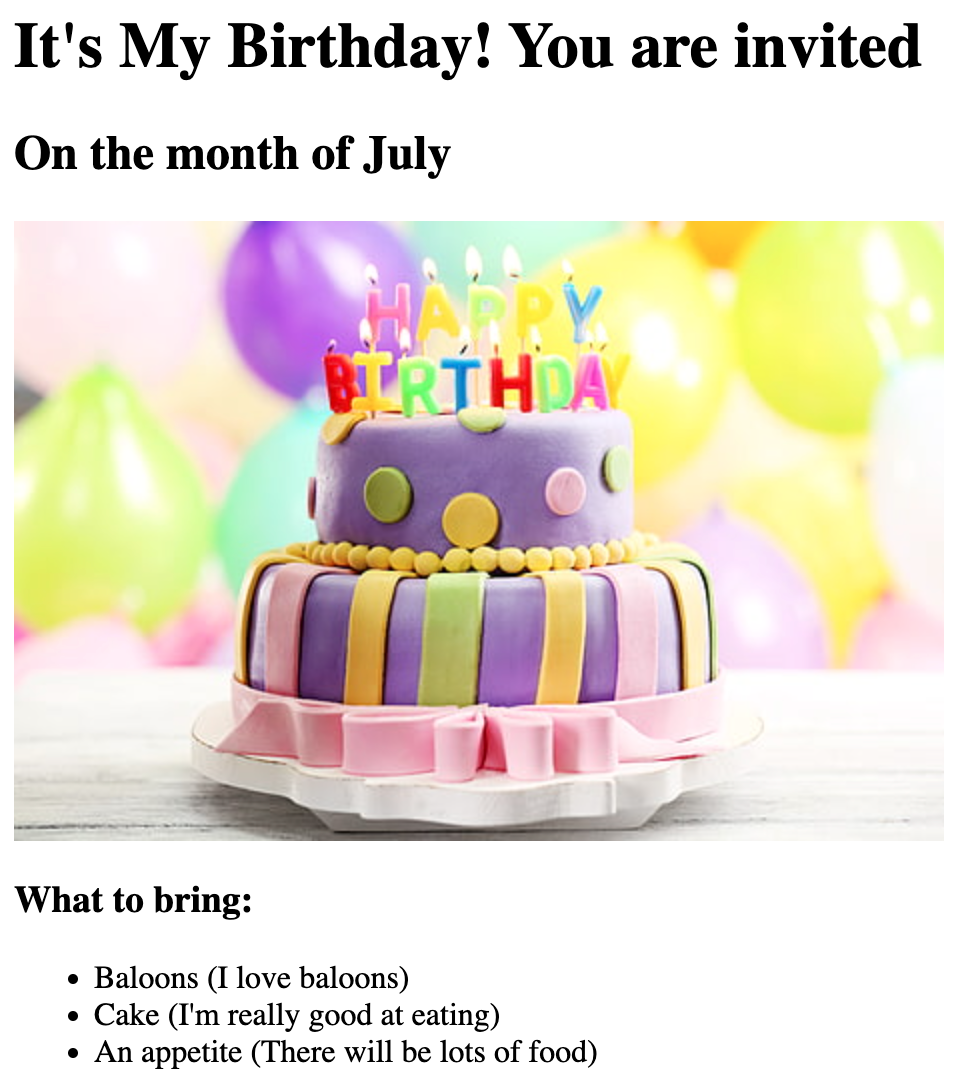 It's My Birthday! You are invited
On the month of July
HAPPY
BIRTHDAY
What to bring:
Baloons (I love baloons)
Cake (I'm really good at eating)
An appetite (There will be lots of food)